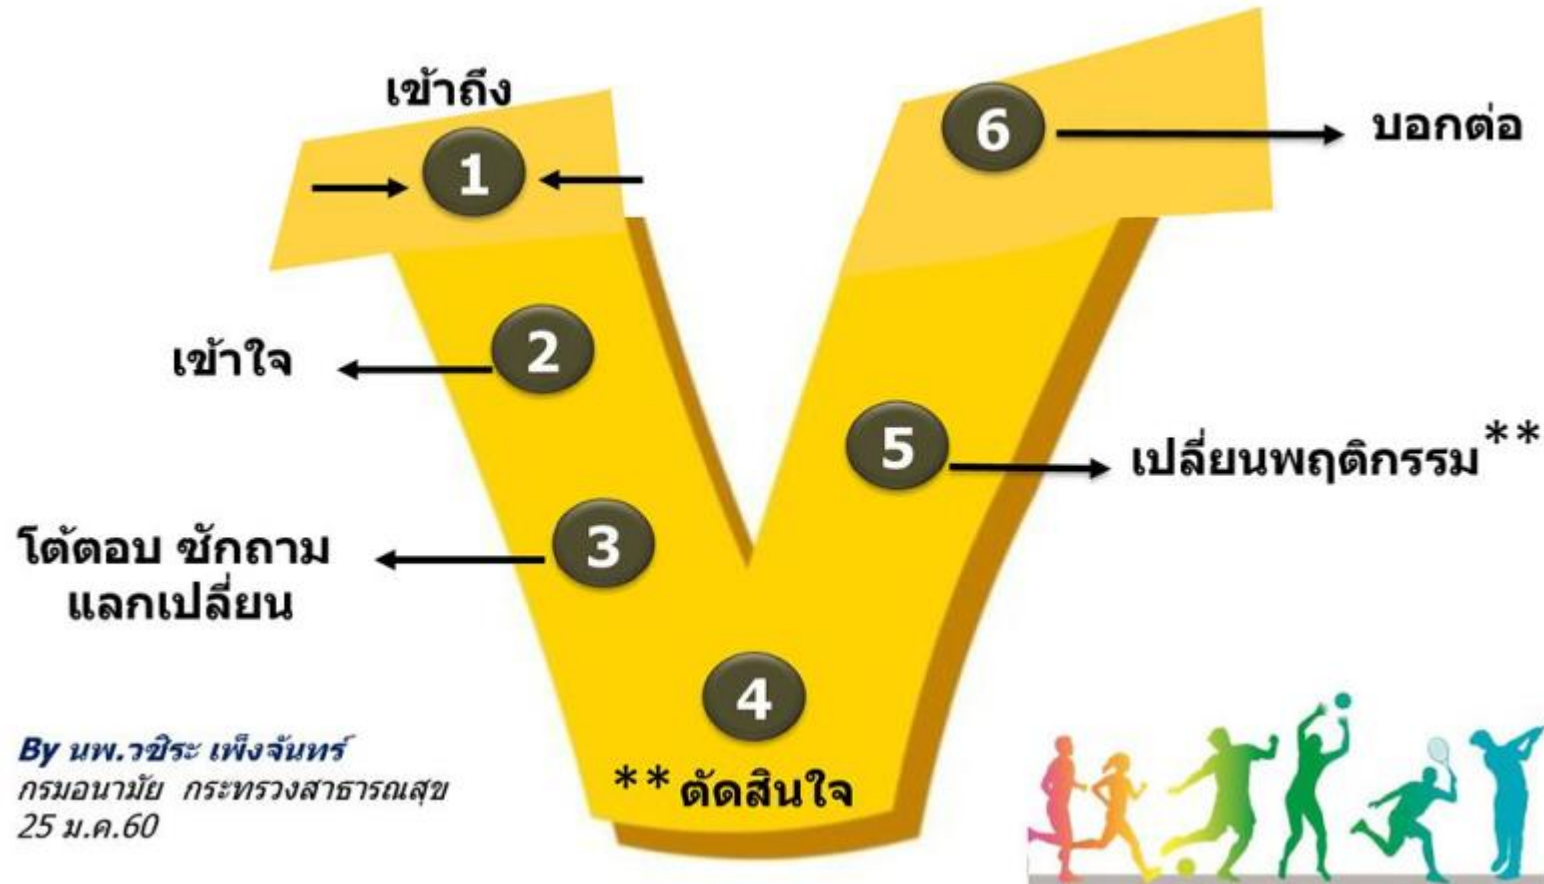 เข้าถึง
1
6
บอกต่อ
2
เข้าใจ
5
เปลี่ยนพฤติกรรม**
3
โต้ตอบ ซักถาม
แลกเปลี่ยน
4
**ตัดสินใจ
By นพ.วชิระ เพ็งจันทร์
กรมอนามัย กระทรวงสาธารณสุข
25 ม.ค.60